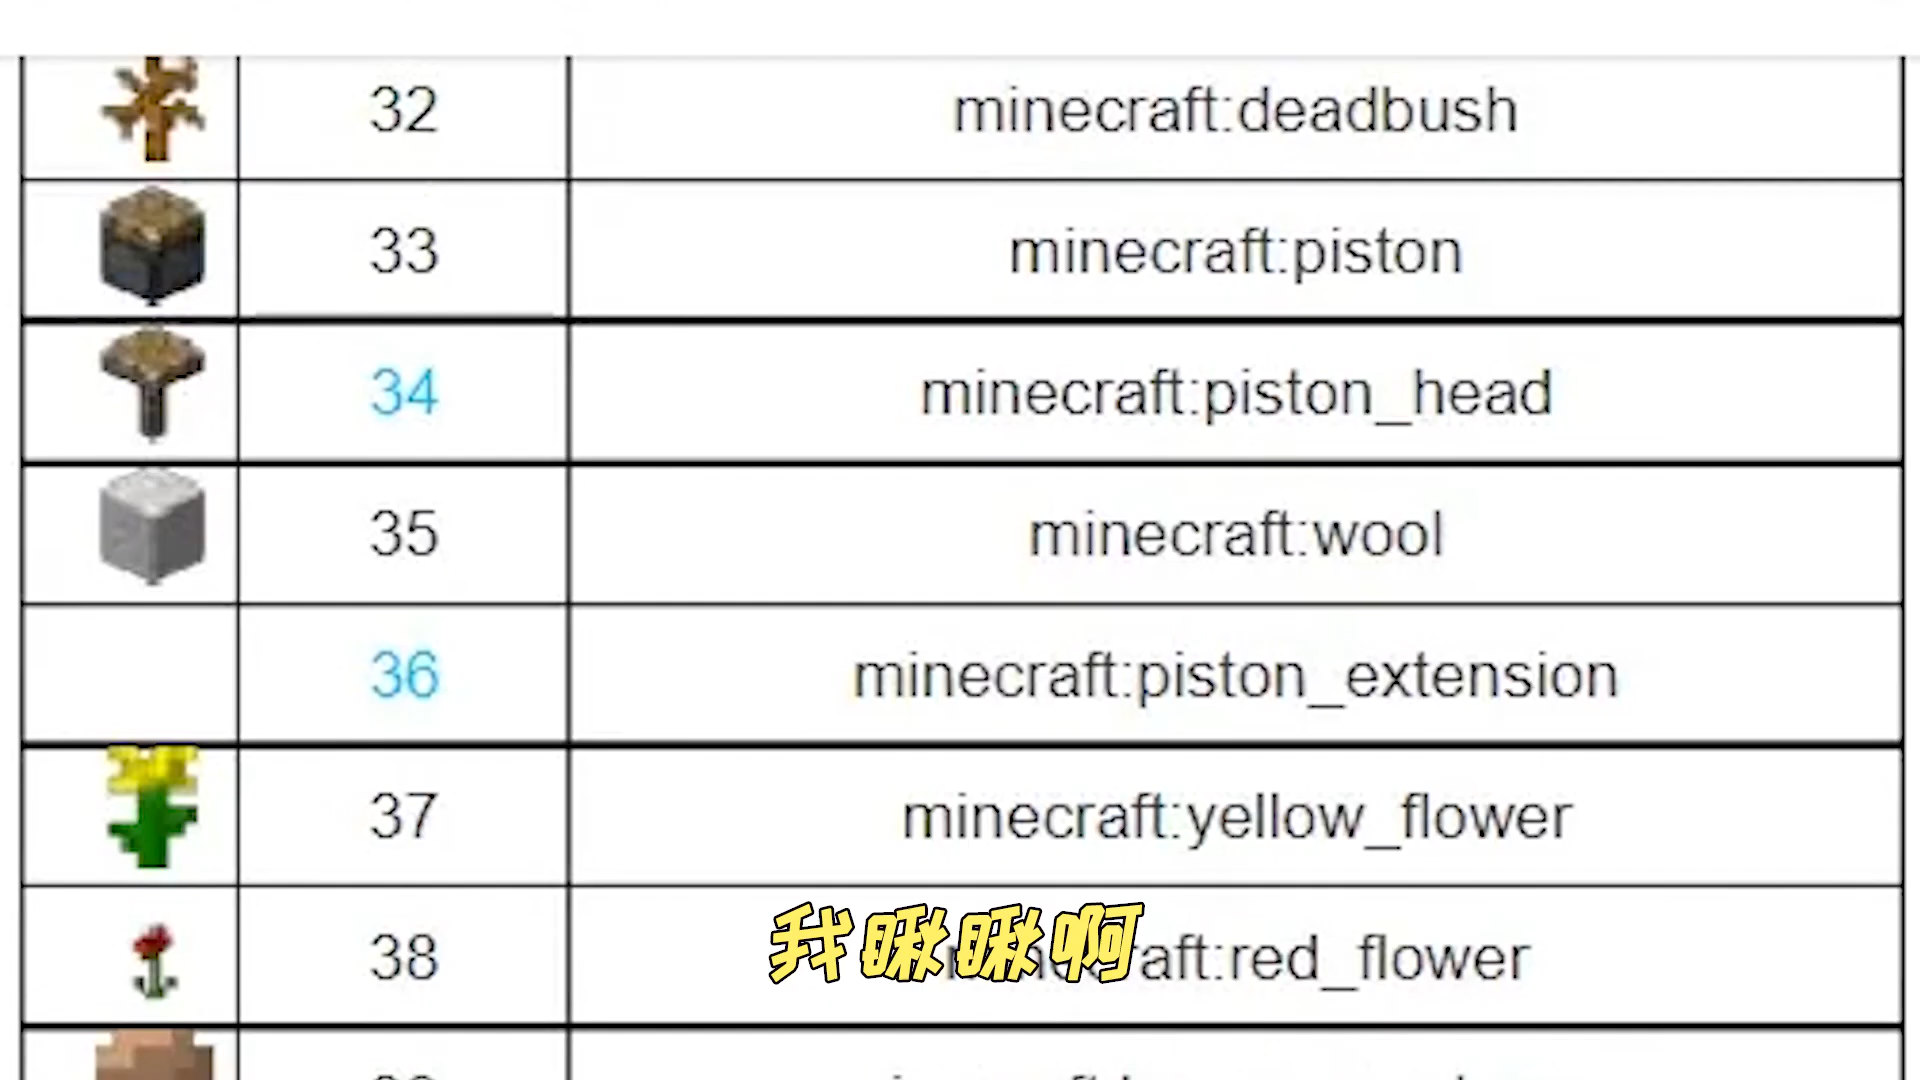 32 minecraft:deadbush
33 minecraft:piston
34 minecraft:piston_head
35 minecraft:wool
36 minecraft:piston_extension
37 minecraft:yellow_flower
38 minecraft:red_flower
我瞅瞅啊